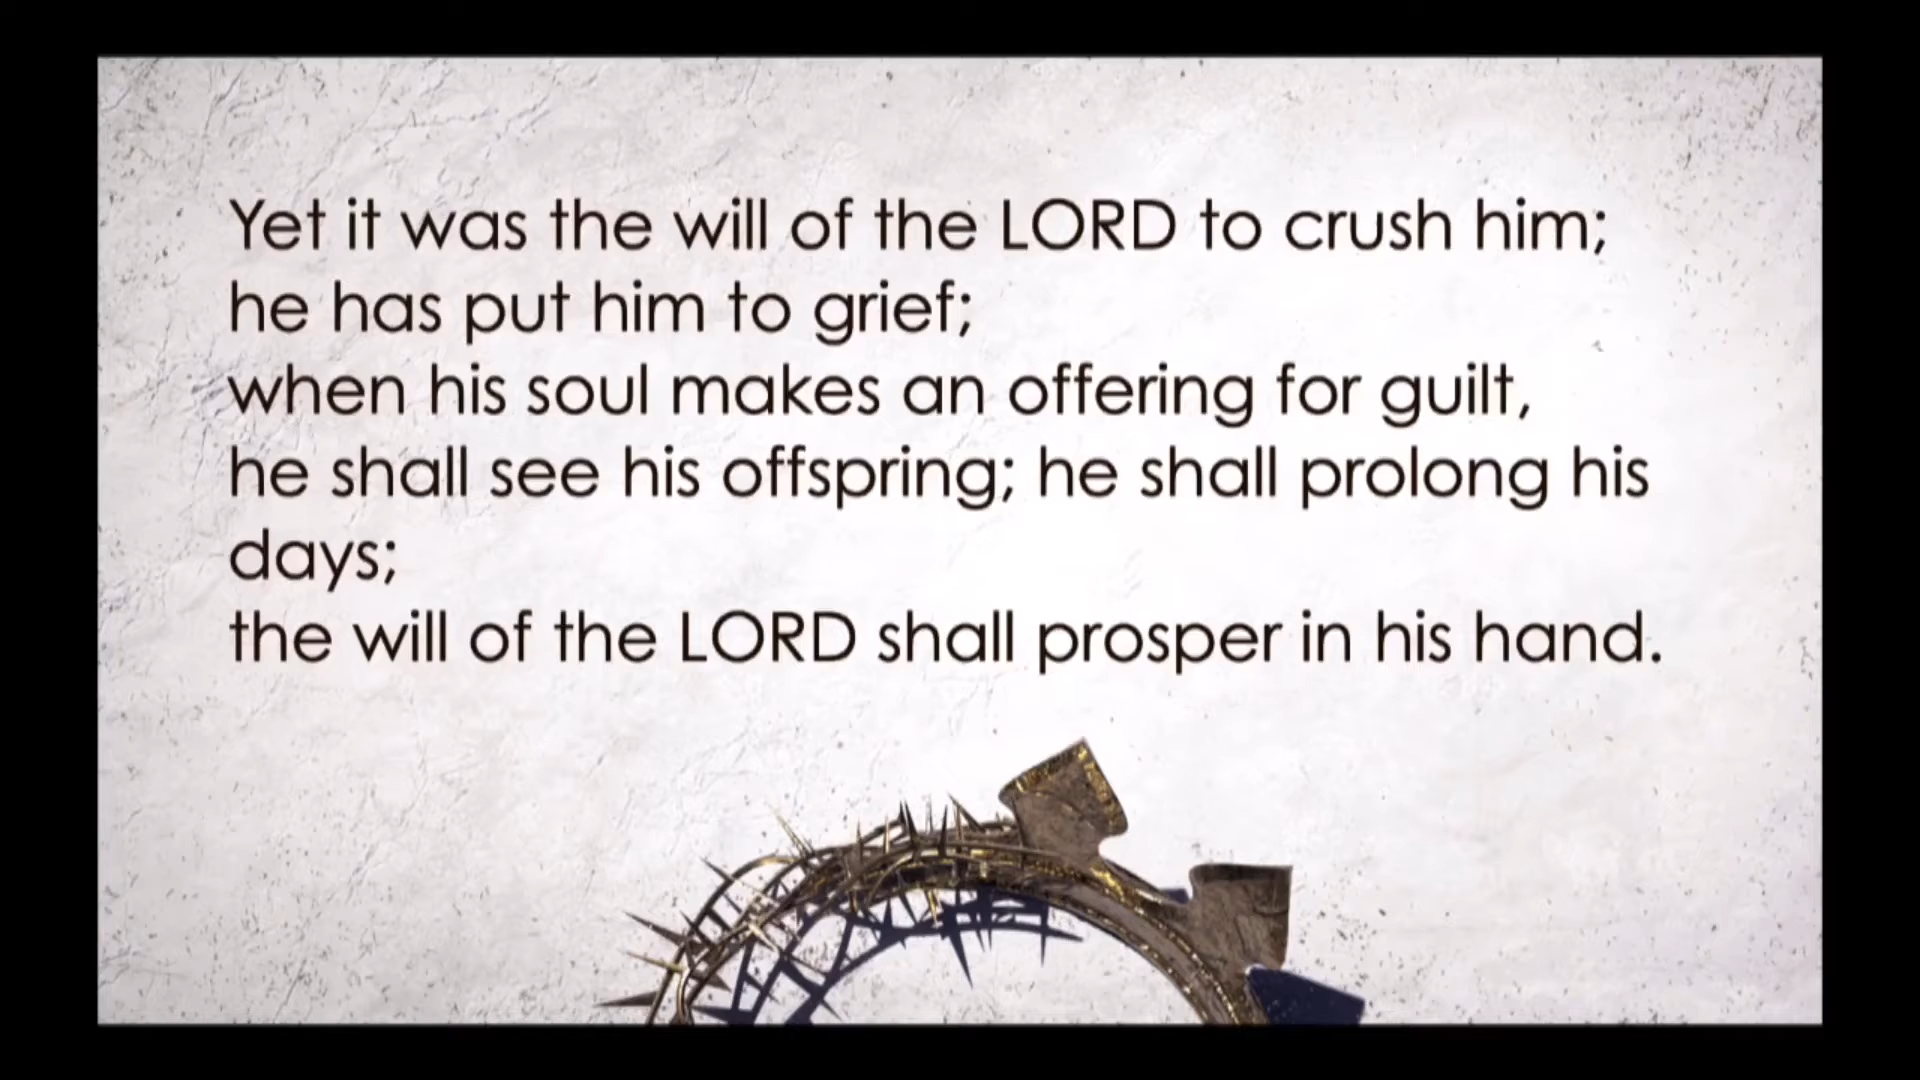 Yet it was the will of the LORD to crush him;
he has put him to grief;
when his soul makes an offering for guilt,
he shall see his offspring; he shall prolong his
days;
the will of the LORD shall prosper in his hand.